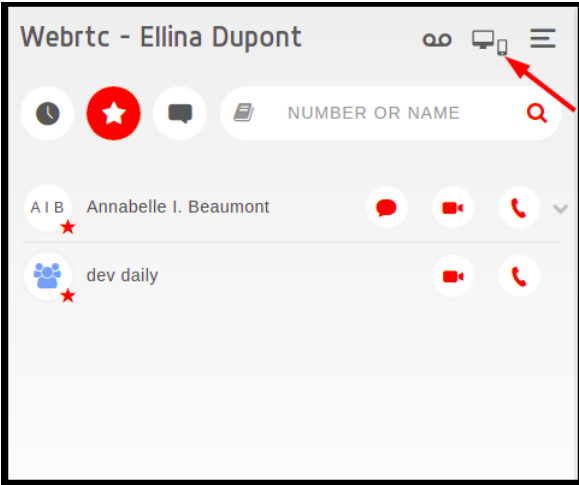 Webrtc - Ellina Dupont
NUMBER OR NAME
A I B Annabelle I. Beaumont
dev daily